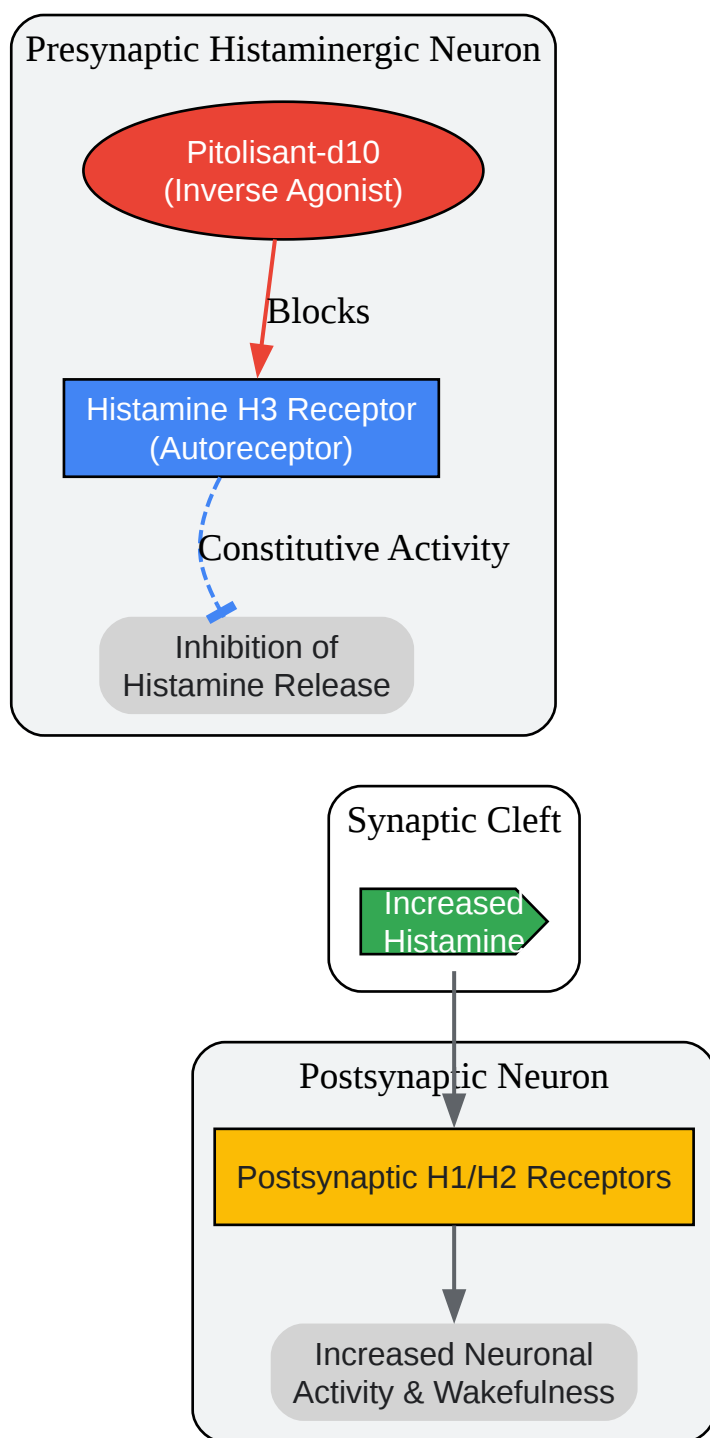 Presynaptic Histaminergic Neuron
Pitolisant-d10
(Inverse Agonist)
Blocks
Histamine H3 Receptor
(Autoreceptor)
Constitutive Activity
Inhibition of
Histamine Release
Synaptic Cleft
Increased
Histamine
Postsynaptic Neuron
Postsynaptic H1/H2 Receptors
Increased Neuronal
Activity & Wakefulness